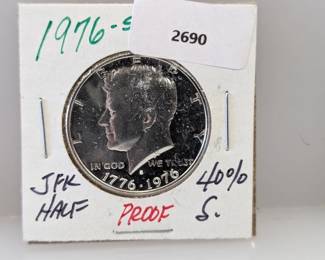 1976-S
2690
LIBERTY
IN GOD WE TRUST
1776 · 1976
JFK HALF
PROOF
40% S.